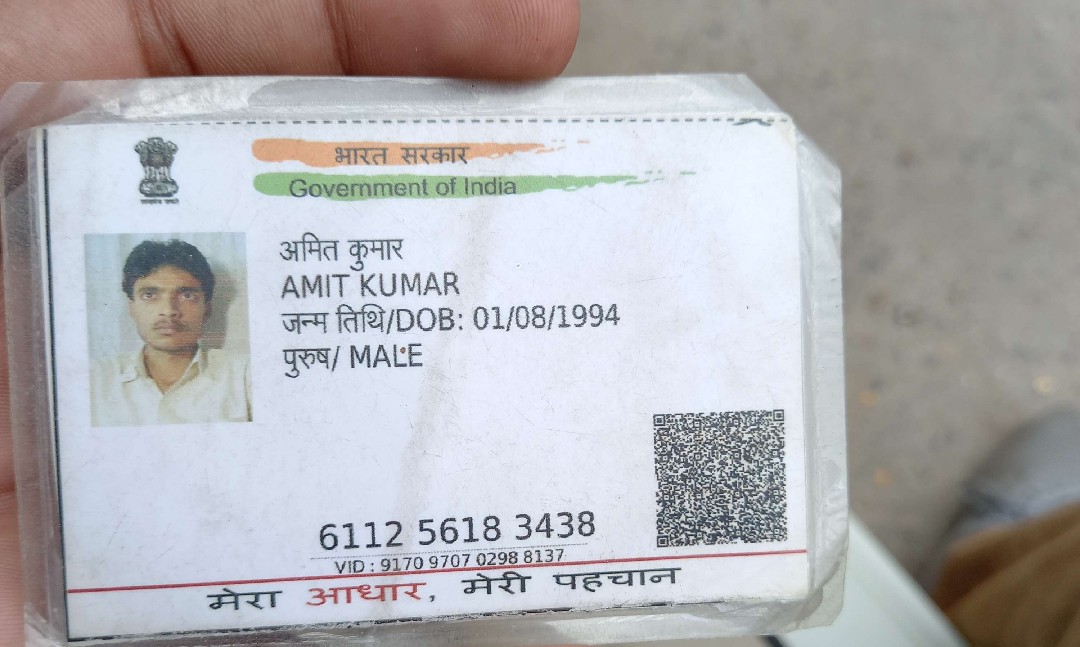 भारत सरकार
Government of India
अमित कुमार
AMIT KUMAR
जन्म तिथि/DOB: 01/08/1994
पुरुष/ MALE
6112 5618 3438
VID : 9170 9707 0298 8137
मेरा आधार, मेरी पहचान